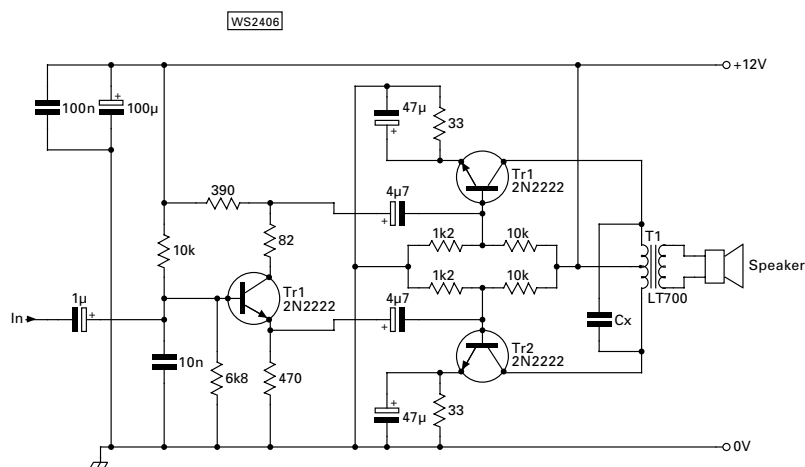 WS2406
+12V
100n
+
100µ
47µ
+
33
Tr1
2N2222
390
4µ7
+
82
10k
1k2
10k
1k2
10k
T1
LT700
Speaker
Tr1
2N2222
1µ
+
In
4µ7
+
Cx
10n
6k8
470
Tr2
2N2222
+
47µ
33
0V